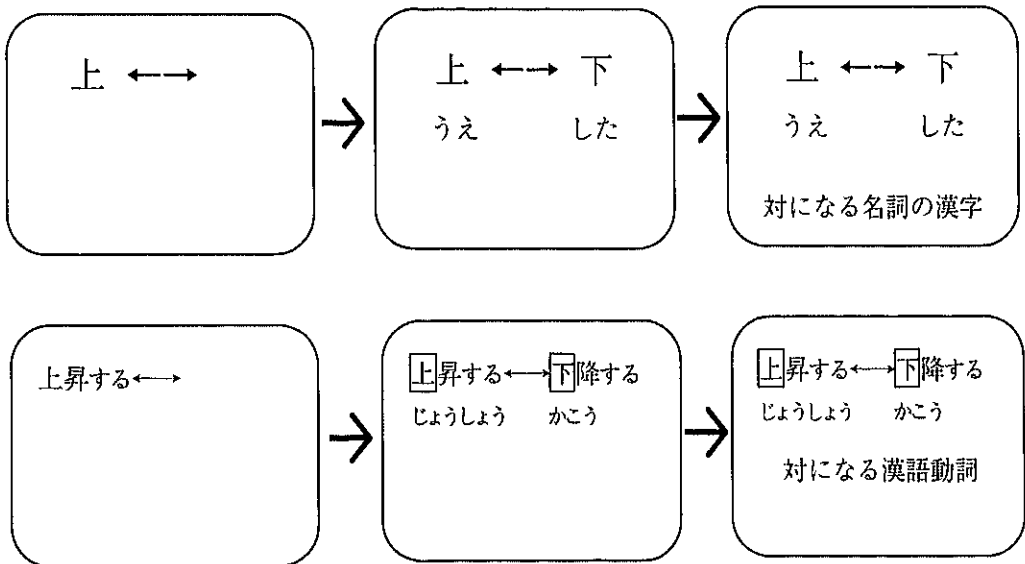 上 ←→
上 ←→ 下
うえ した
上 ←→ 下
うえ した
対になる名詞の漢字
上昇する←→
上昇する←→下降する
じょうしょう かこう
上昇する←→下降する
じょうしょう かこう
対になる漢語動詞